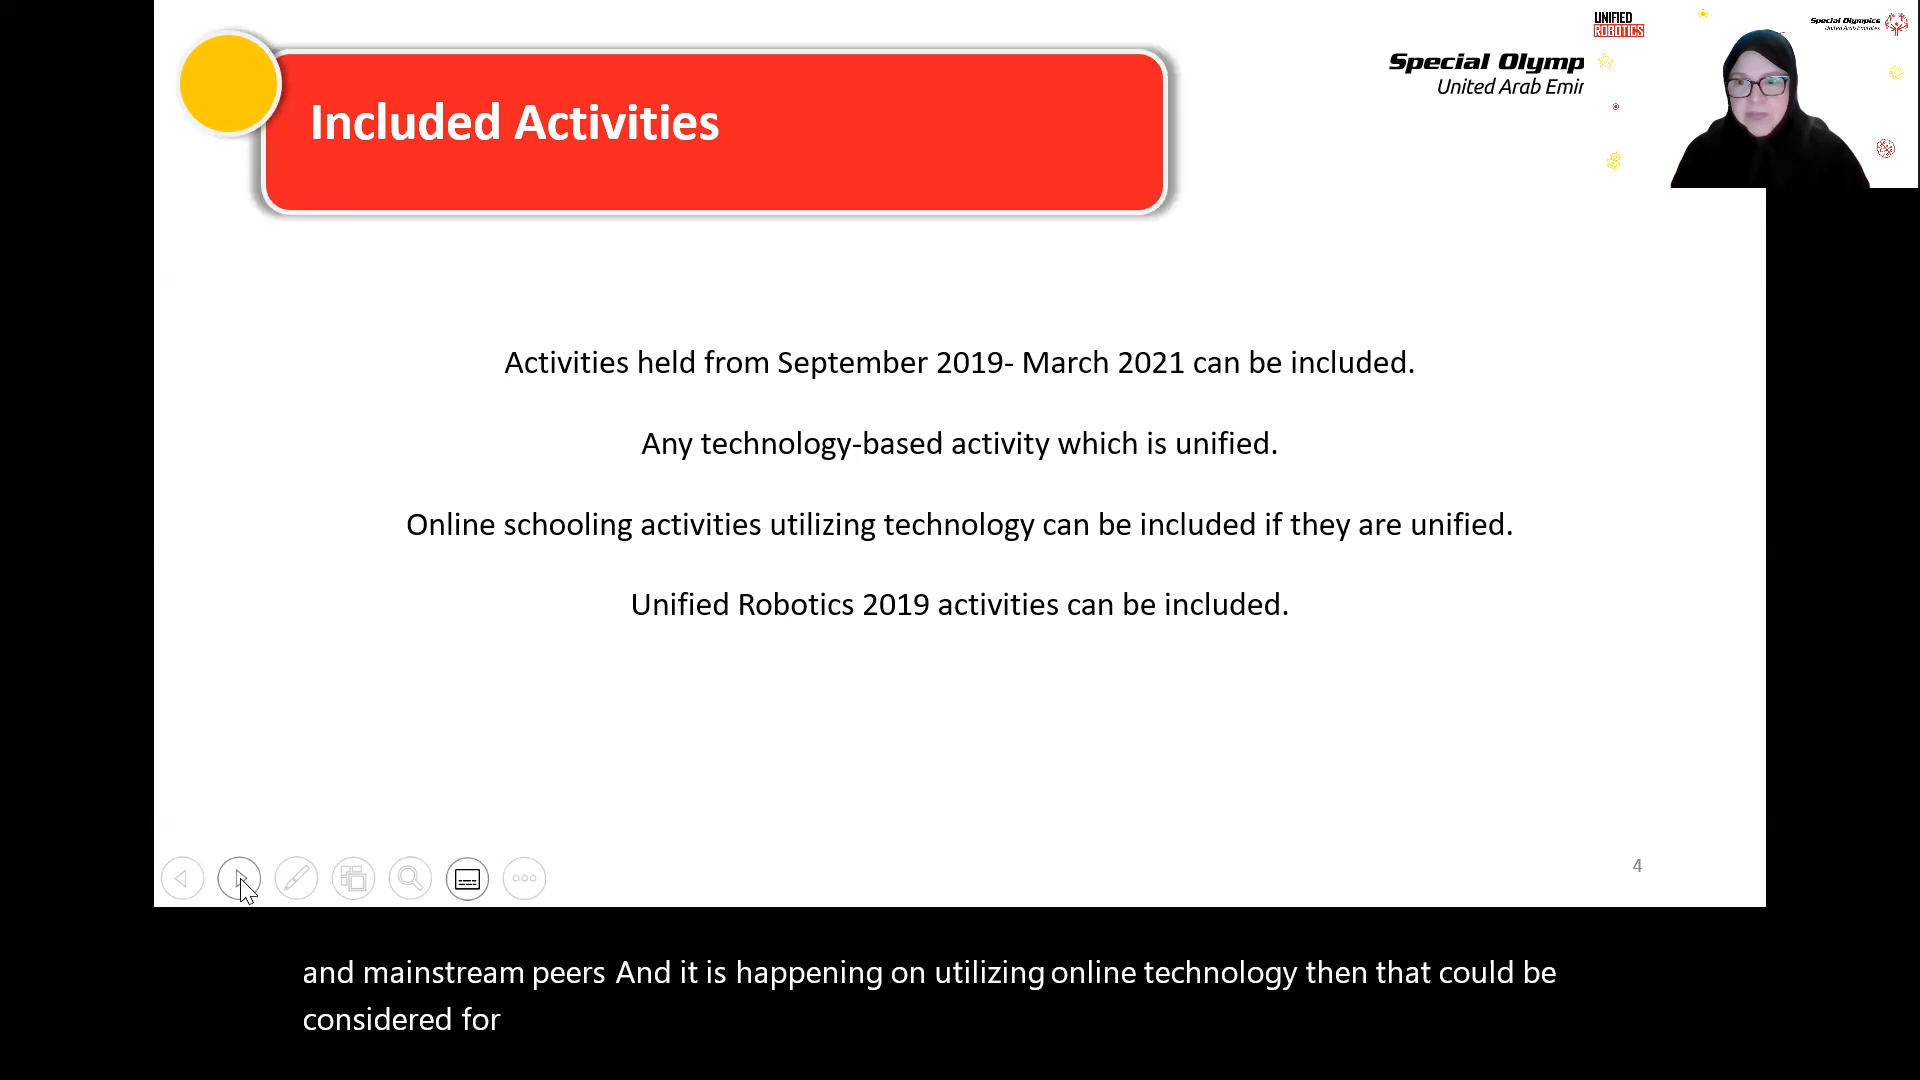 UNIFIED
ROBOTICS
Special Olympics
United Arab Emirates
Special Olymp
United Arab Emir
Included Activities
Activities held from September 2019- March 2021 can be included.
Any technology-based activity which is unified.
Online schooling activities utilizing technology can be included if they are unified.
Unified Robotics 2019 activities can be included.
4
and mainstream peers And it is happening on utilizing online technology then that could be
considered for